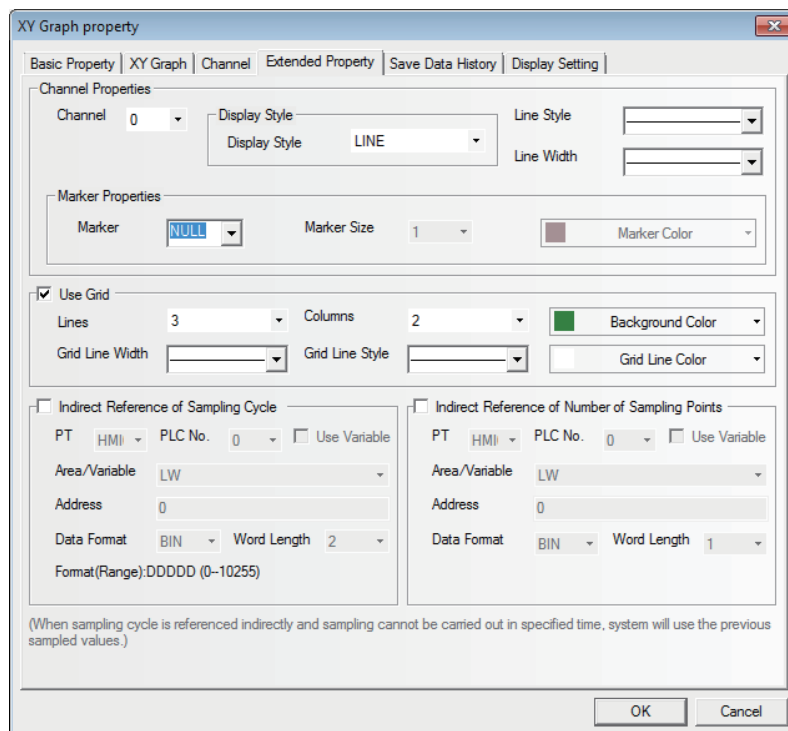 XY Graph property
Basic Property XY Graph Channel Extended Property Save Data History Display Setting
Channel Properties
Channel 0 Display Style Line Style
Display Style LINE
Line Width
Marker Properties
Marker NULL Marker Size 1 Marker Color
Use Grid
Lines 3 Columns 2 Background Color
Grid Line Width Grid Line Style Grid Line Color
Indirect Reference of Sampling Cycle Indirect Reference of Number of Sampling Points
PT HMI PLC No. 0 Use Variable PT HMI PLC No. 0 Use Variable
Area/Variable LW Area/Variable LW
Address 0 Address 0
Data Format BIN Word Length 2 Data Format BIN Word Length 1
Format(Range):DDDDD (0--10255)
(When sampling cycle is referenced indirectly and sampling cannot be carried out in specified time, system will use the previous
sampled values.)
OK Cancel